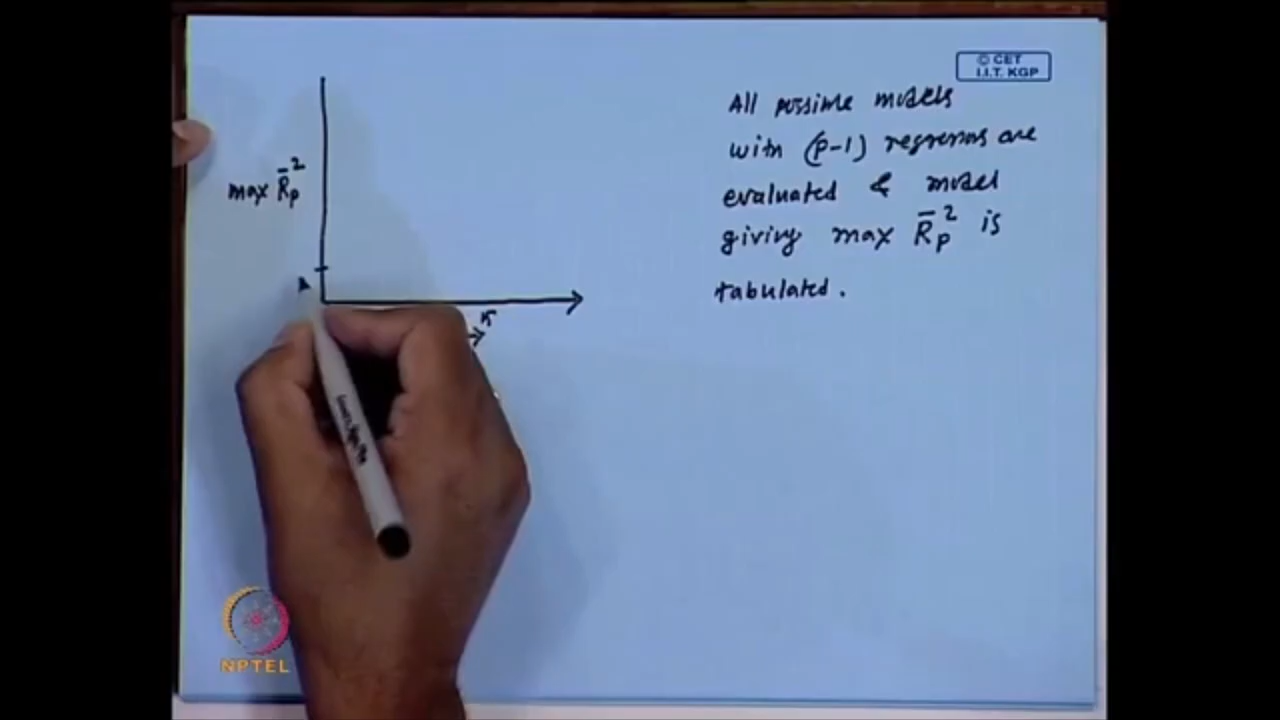 © CET
I.I.T. KGP
max R̄p²
All possible models
with (p-1) regressors are
evaluated & model
giving max R̄p² is
tabulated.
NPTEL